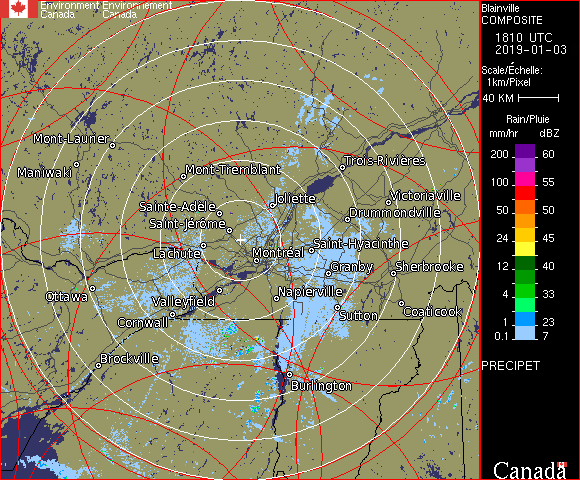 Environment Environnement
Canada Canada
Blainville
COMPOSITE
1810 UTC
2019-01-03
Scale/Échelle:
1km/Pixel
40 KM
Rain/Pluie
mm/hr dBZ
200 60
100 55
50 50
24 45
12 40
4 33
1 23
0.1 7
PRECIPET
Canada
Mont-Laurier
Maniwaki
Mont-Tremblant
Trois-Rivières
Joliette
Victoriaville
Sainte-Adèle
Drummondville
Saint-Jérôme
Lachute
Montréal
Saint-Hyacinthe
Granby
Sherbrooke
Ottawa
Valleyfield
Napierville
Cornwall
Sutton
Coaticook
Brockville
Burlington